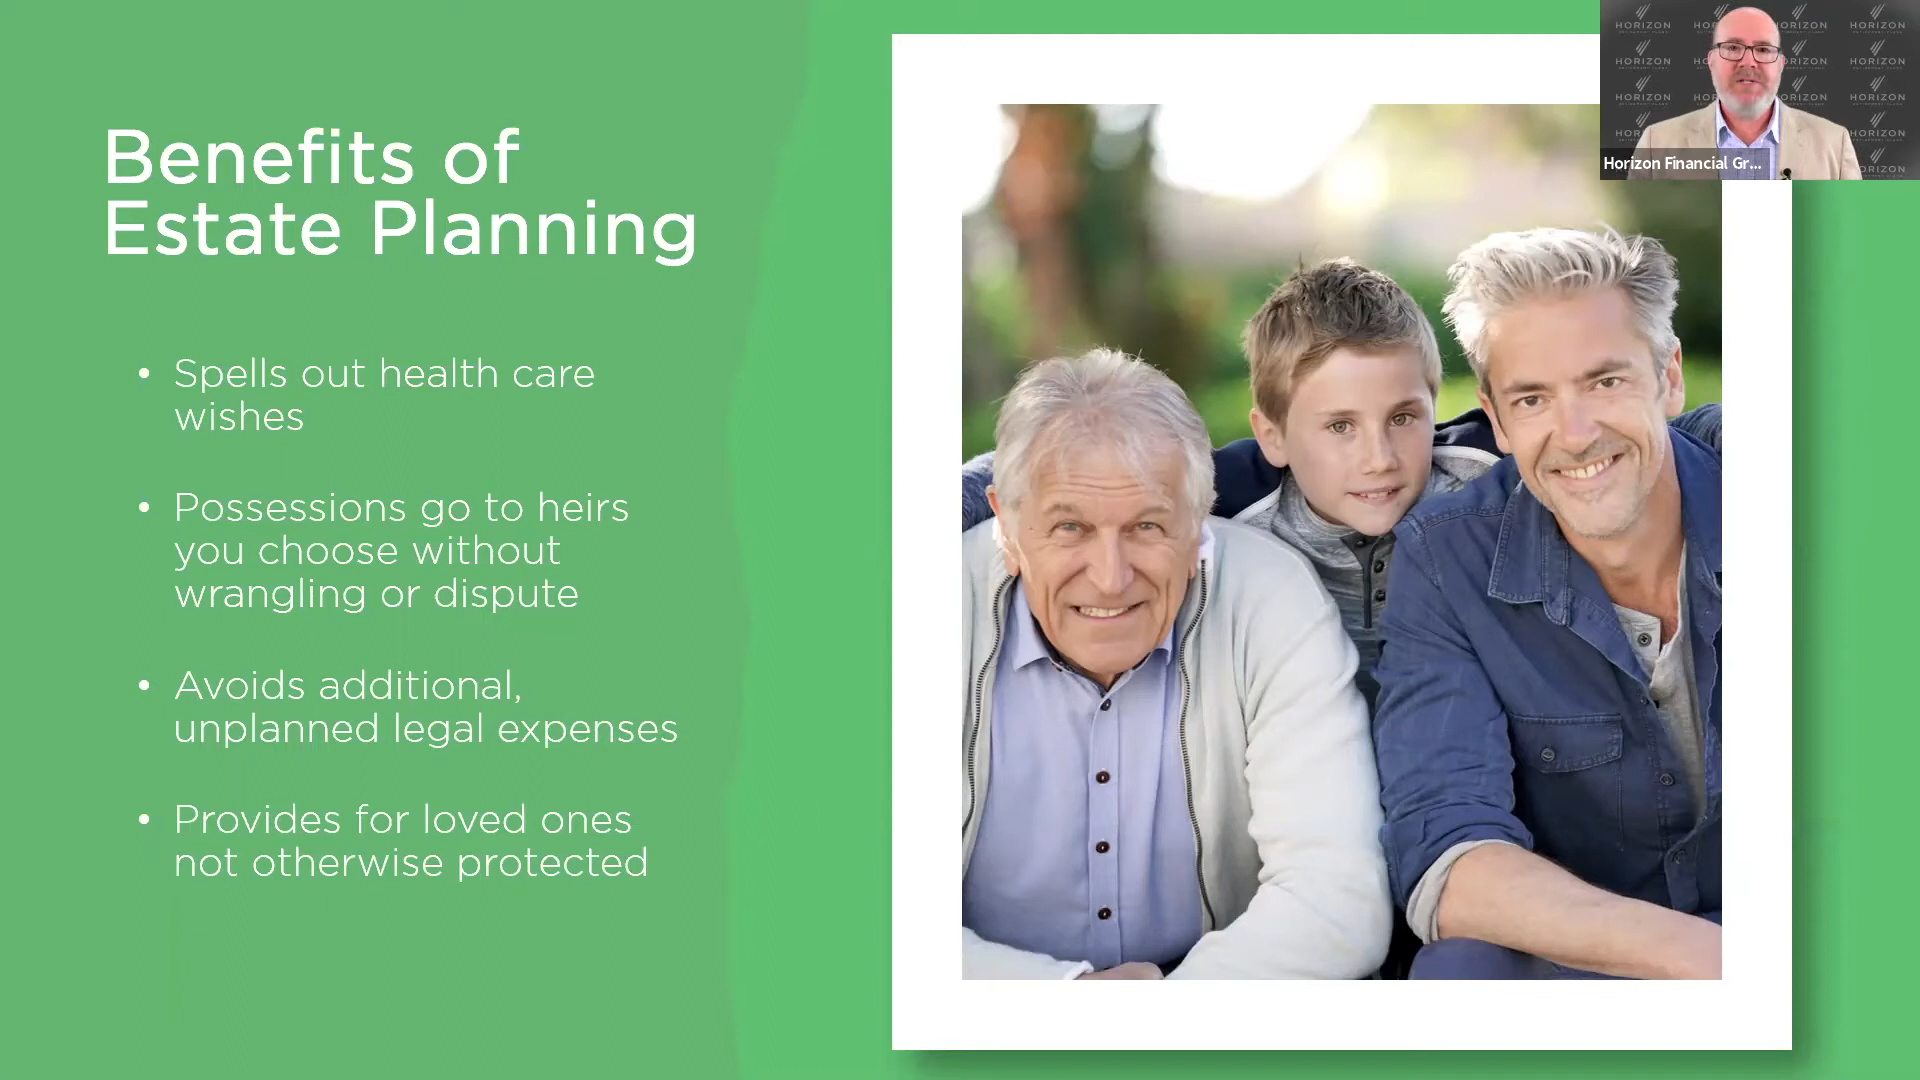 Benefits of
Estate Planning
• Spells out health care
wishes
• Possessions go to heirs
you choose without
wrangling or dispute
• Avoids additional,
unplanned legal expenses
• Provides for loved ones
not otherwise protected
HORIZON
HORIZON
HORIZON
HORIZON
HORIZON
HORIZON
Horizon Financial Gr...